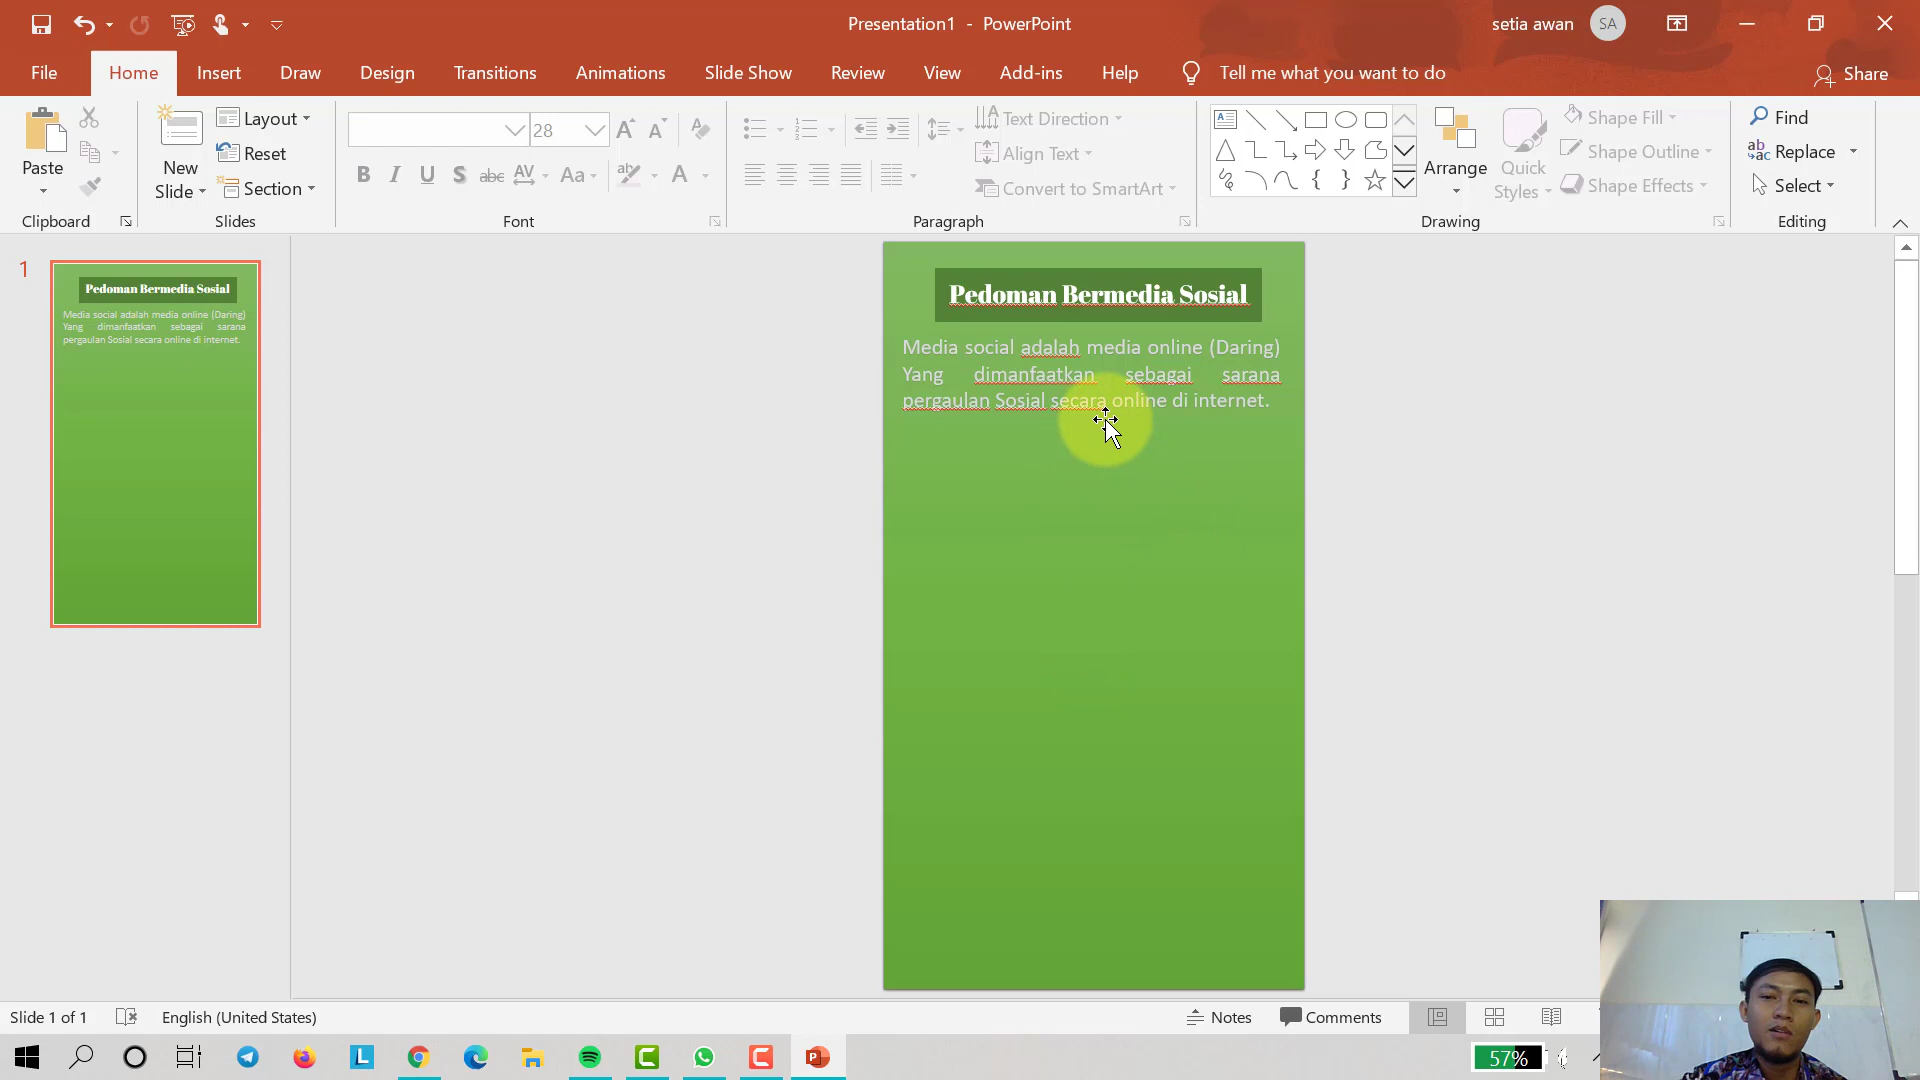 Presentation1 - PowerPoint
setia awan
SA
File
Home
Insert
Draw
Design
Transitions
Animations
Slide Show
Review
View
Add-ins
Help
Tell me what you want to do
Share
Paste
Clipboard
New
Slide
Layout
Reset
Section
Slides
28
B I U S abc AV Aa A
Font
Text Direction
Align Text
Convert to SmartArt
Paragraph
Arrange
Quick
Styles
Shape Fill
Shape Outline
Shape Effects
Drawing
Find
Replace
Select
Editing
1
Pedoman Bermedia Sosial
Media social adalah media online (Daring)
Yang dimanfaatkan sebagai sarana
pergaulan Sosial secara online di internet.
Pedoman Bermedia Sosial
Media social adalah media online (Daring)
Yang dimanfaatkan sebagai sarana
pergaulan Sosial secara online di internet.
Slide 1 of 1
English (United States)
Notes
Comments
57%